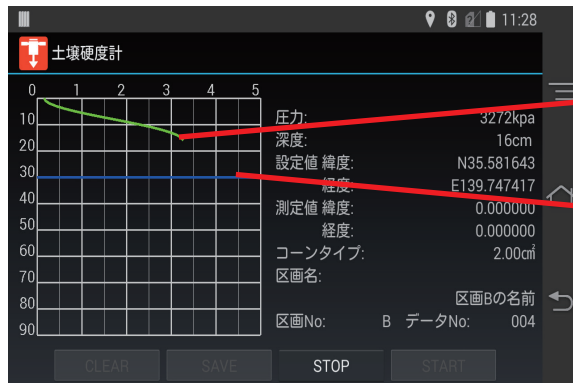 11:28
土壌硬度計
0 1 2 3 4 5
10
20
30
40
50
60
70
80
90
圧力: 3272kpa
深度: 16cm
設定値 緯度: N35.581643
経度: E139.747417
測定値 緯度: 0.000000
経度: 0.000000
コーンタイプ: 2.00㎠
区画名:
区画Bの名前
区画No: B データNo: 004
CLEAR SAVE STOP START